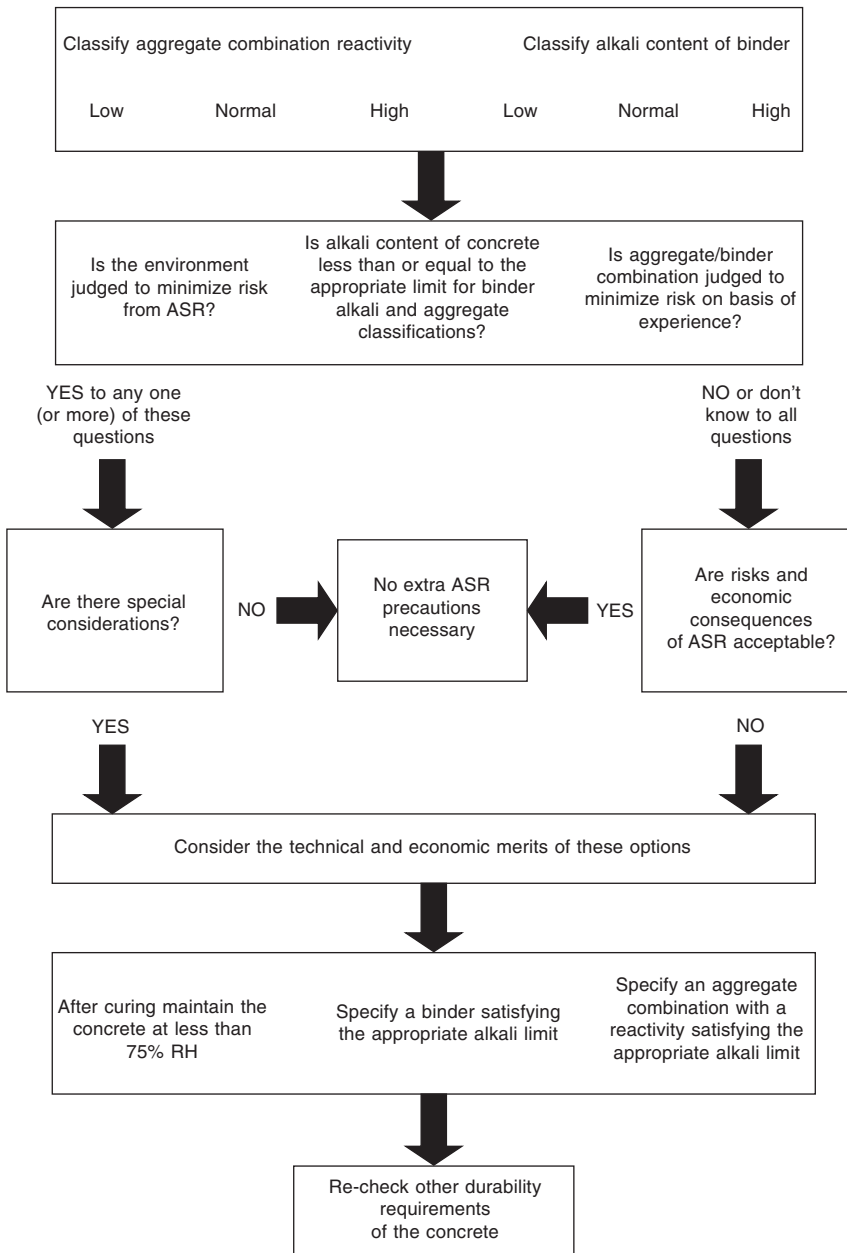 Classify aggregate combination reactivity
Classify alkali content of binder
Low Normal High Low Normal High
Is the environment
judged to minimize risk
from ASR?
Is alkali content of concrete
less than or equal to the
appropriate limit for binder
alkali and aggregate
classifications?
Is aggregate/binder
combination judged to
minimize risk on basis of
experience?
YES to any one
(or more) of these
questions
NO or don't
know to all
questions
Are there special
considerations?
NO
No extra ASR
precautions
necessary
YES
Are risks and
economic
consequences
of ASR acceptable?
YES
NO
Consider the technical and economic merits of these options
After curing maintain the
concrete at less than
75% RH
Specify a binder satisfying
the appropriate alkali limit
Specify an aggregate
combination with a
reactivity satisfying the
appropriate alkali limit
Re-check other durability
requirements
of the concrete